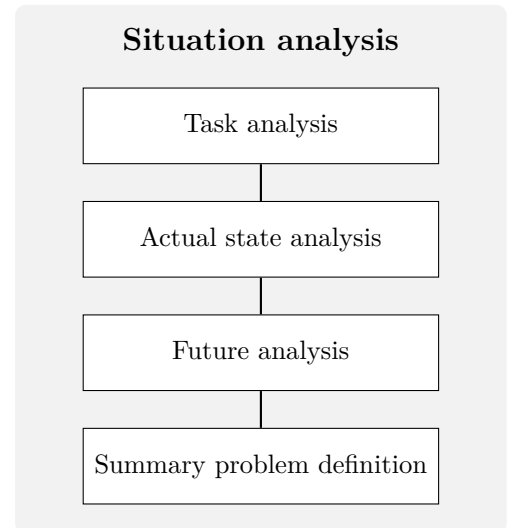 Situation analysis
Task analysis
Actual state analysis
Future analysis
Summary problem definition